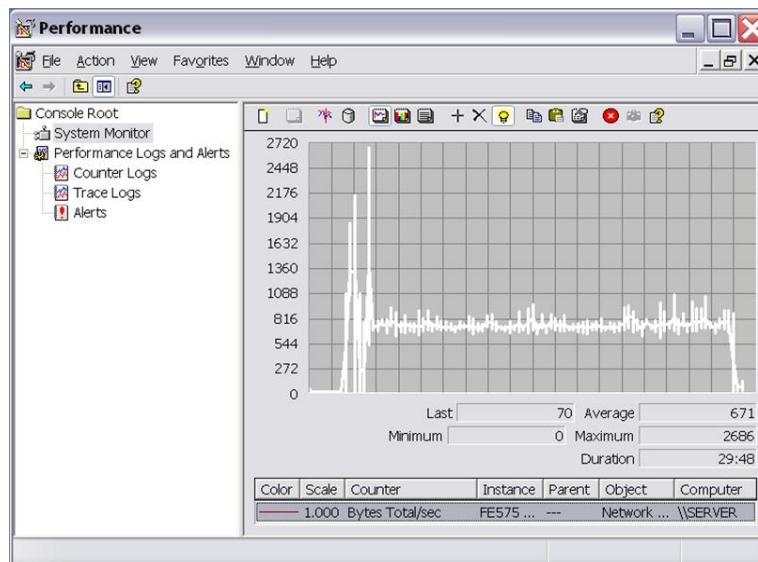 Performance
File Action View Favorites Window Help
Console Root
System Monitor
Performance Logs and Alerts
Counter Logs
Trace Logs
Alerts
2720
2448
2176
1904
1632
1360
1088
816
544
272
0
Last 70 Average 671
Minimum 0 Maximum 2686
Duration 29:48
Color Scale Counter Instance Parent Object Computer
1.000 Bytes Total/sec FE575 ... --- Network ... \\SERVER